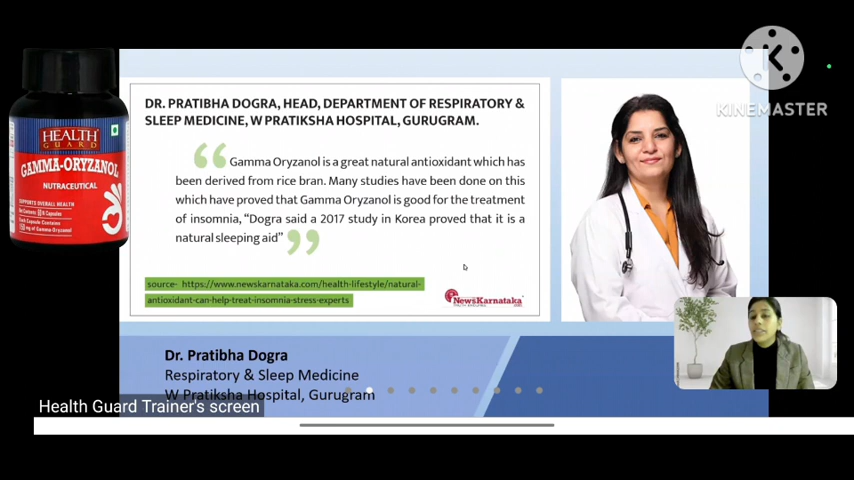 KINEMASTER
HEALTH
GUARD
GAMMA-ORYZANOL
NUTRACEUTICAL
SUPPORTS OVERALL HEALTH
DR. PRATIBHA DOGRA, HEAD, DEPARTMENT OF RESPIRATORY &
SLEEP MEDICINE, W PRATIKSHA HOSPITAL, GURUGRAM.
Gamma Oryzanol is a great natural antioxidant which has
been derived from rice bran. Many studies have been done on this
which have proved that Gamma Oryzanol is good for the treatment
of insomnia, "Dogra said a 2017 study in Korea proved that it is a
natural sleeping aid"
source- https://www.newskarnataka.com/health-lifestyle/natural-
antioxidant-can-help-treat-insomnia-stress-experts
NewsKarnataka
Dr. Pratibha Dogra
Respiratory & Sleep Medicine
W Pratiksha Hospital, Gurugram
Health Guard Trainer's screen